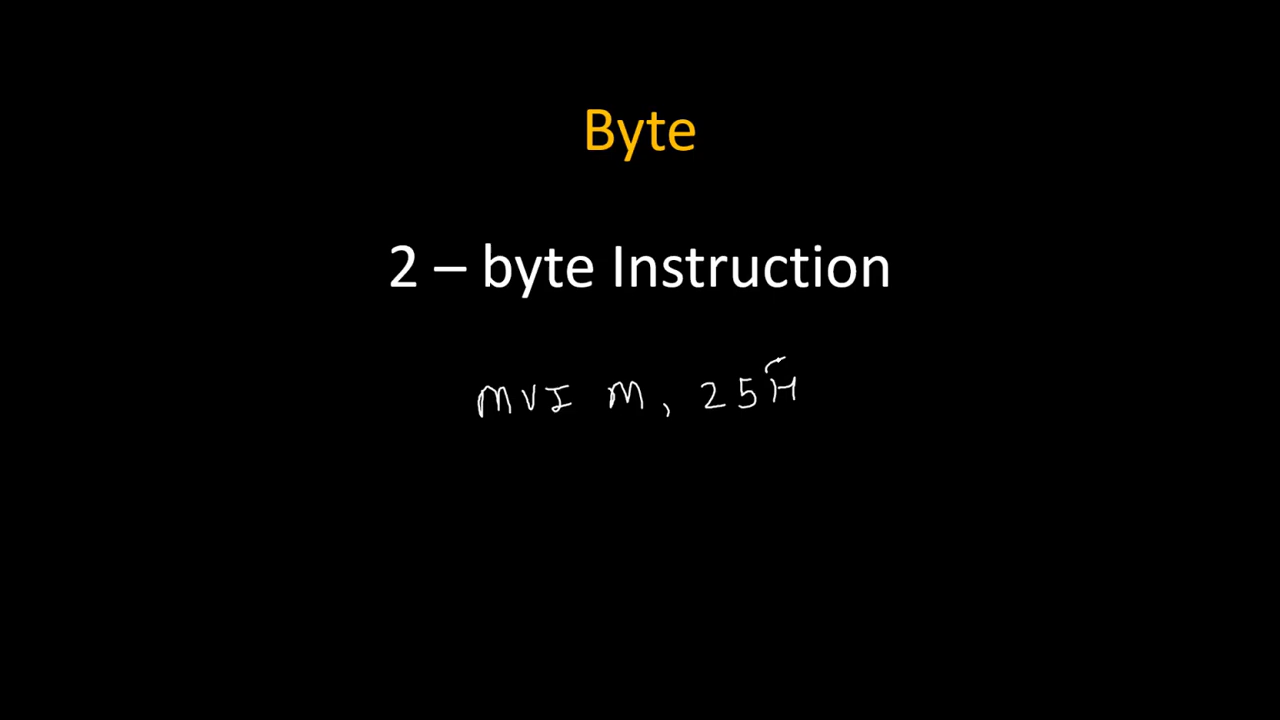 Byte
2 – byte Instruction
MVI M, 25H